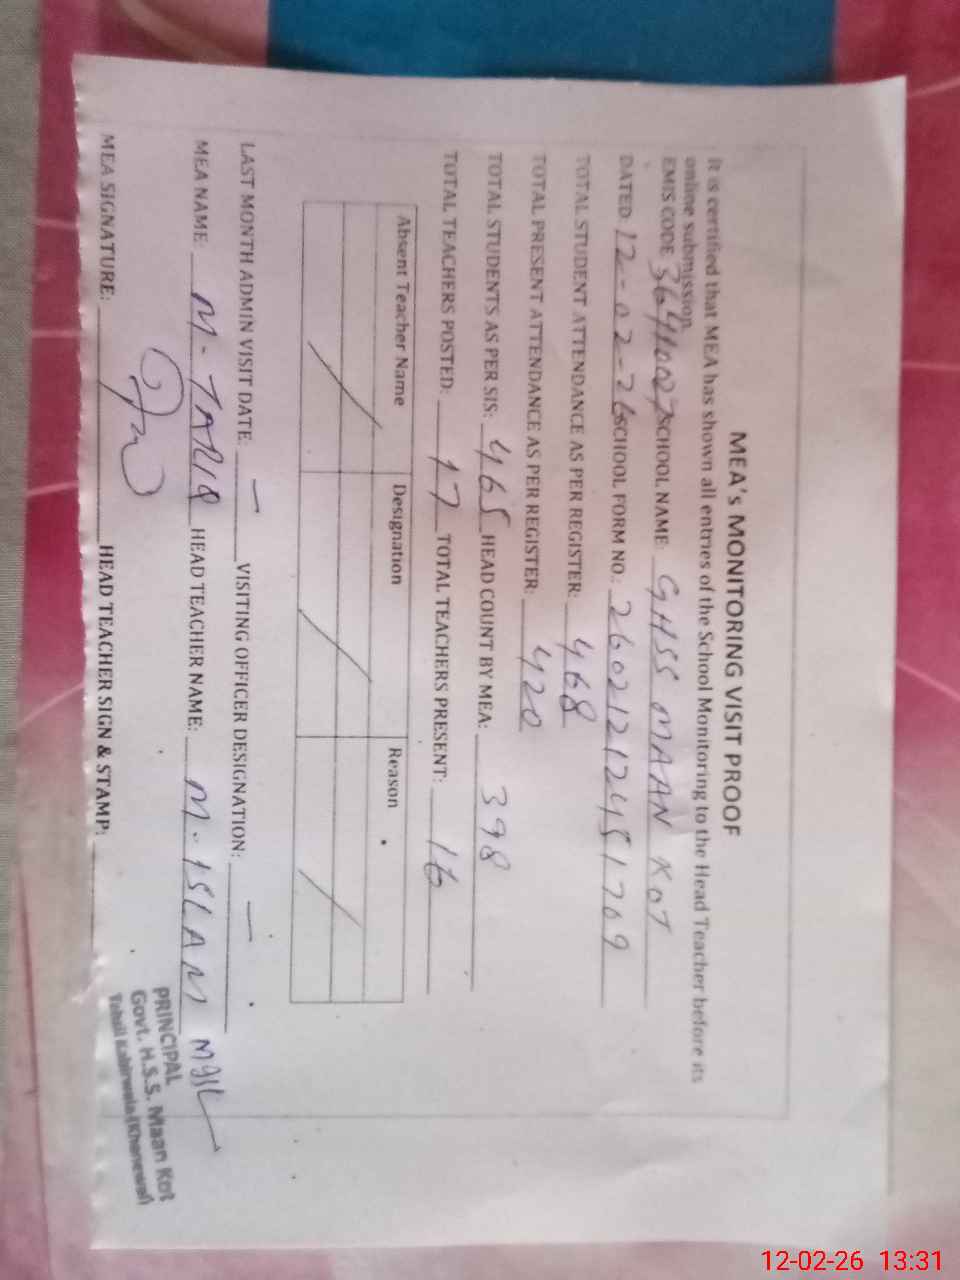 MEA's MONITORING VISIT PROOF
It is certified that MEA has shown all entries of the School Monitoring to the Head Teacher before its
online submission.
EMIS CODE: 36440027 SCHOOL NAME: GHSS MAAN KOT
DATED: 12-02-26 SCHOOL FORM NO.: 26021212451709
TOTAL STUDENT ATTENDANCE AS PER REGISTER: 468
TOTAL PRESENT ATTENDANCE AS PER REGISTER: 420
TOTAL STUDENTS AS PER SIS: 465 HEAD COUNT BY MEA: 398
TOTAL TEACHERS POSTED: 17 TOTAL TEACHERS PRESENT: 16
Absent Teacher Name Designation Reason
LAST MONTH ADMIN VISIT DATE: — VISITING OFFICER DESIGNATION: —
MEA NAME: M. TARIQ HEAD TEACHER NAME: M. ISLAM
MEA SIGNATURE: HEAD TEACHER SIGN & STAMP:
PRINCIPAL
Govt. H.S.S. Maan Kot
Tehsil Kabirwala (Khanewal)
12-02-26 13:31